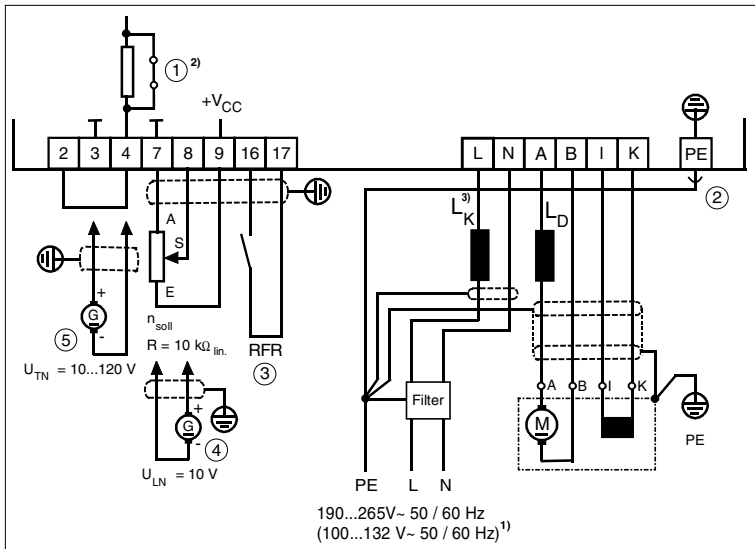 ① 2)
+VCC
2 3 4 7 8 9 16 17
L N A B I K PE
②
A
S
E
LK 3)
LD
+
G
-
⑤
UTN = 10...120 V
nsoll
R = 10 kΩ lin.
RFR
③
+
G
-
④
ULN = 10 V
Filter
A B I K
M
PE
PE L N
190...265V~ 50 / 60 Hz
(100...132 V~ 50 / 60 Hz)1)